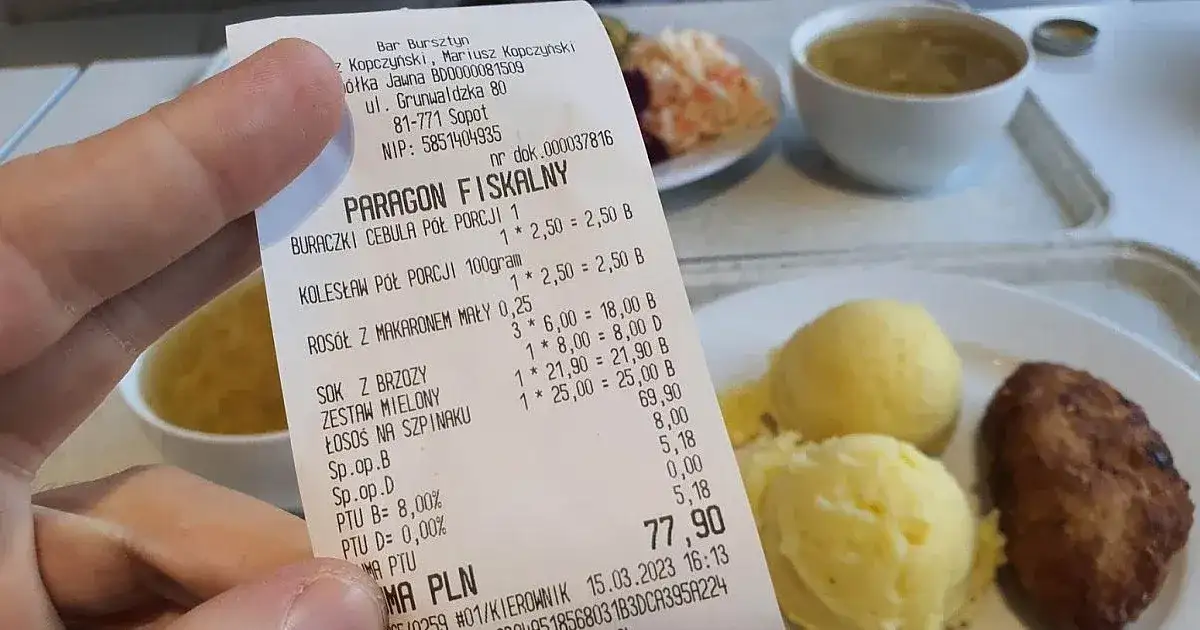 Bar Bursztyn
Kopczyński, Mariusz Kopczyński
ółka Jawna BD0000081509
ul. Grunwaldzka 80
81-771 Sopot
NIP: 5851404935
nr dok.000037816
PARAGON FISKALNY
BURACZKI CEBULA PÓŁ PORCJI 1
1 * 2,50 = 2,50 B
KOLESŁAW PÓŁ PORCJI 100gram
1 * 2,50 = 2,50 B
ROSÓŁ Z MAKARONEM MAŁY 0,25
3 * 6,00 = 18,00 B
SOK Z BRZOZY 1 * 8,00 = 8,00 D
ZESTAW MIELONY 1 * 21,90 = 21,90 B
ŁOSOŚ NA SZPINAKU 1 * 25,00 = 25,00 B
Sp.op.B 69,90
Sp.op.D 8,00
PTU B= 8,00% 5,18
PTU D= 0,00% 0,00
MA PTU 5,18
MA PLN 77,90
0259 #01/KIEROWNIK 15.03.2023 16:13